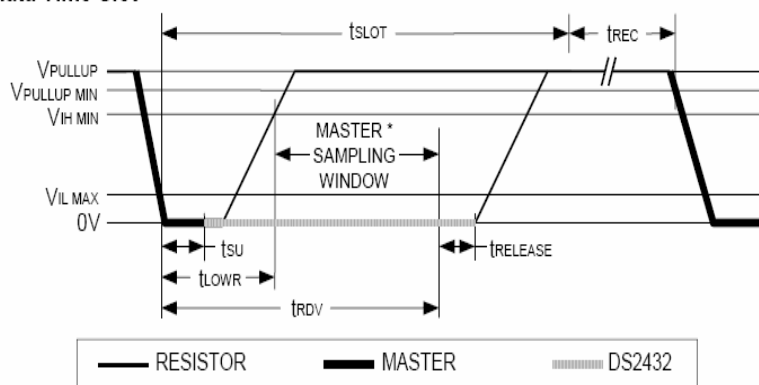 tSLOT
tREC
VPULLUP
VPULLUP MIN
VIH MIN
MASTER *
SAMPLING
WINDOW
VIL MAX
0V
tSU
tRELEASE
tLOWR
tRDV
RESISTOR MASTER DS2432